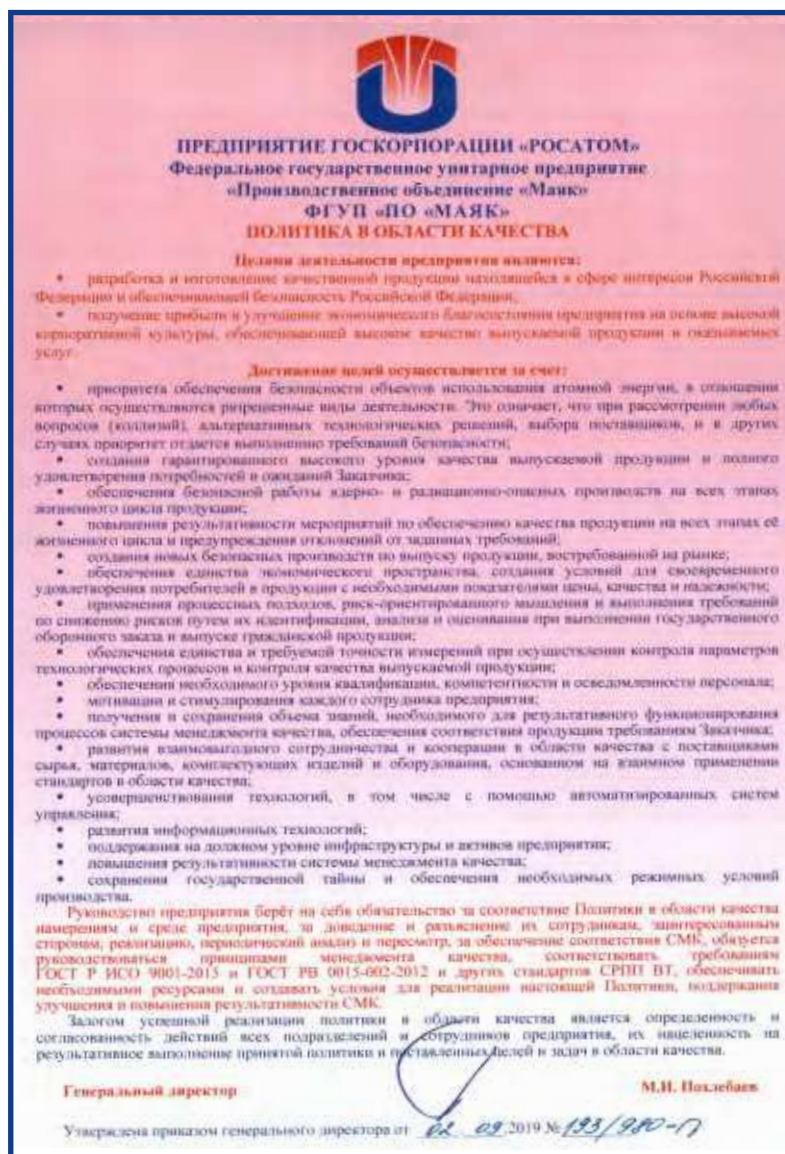 ПРЕДПРИЯТИЕ ГОСКОРПОРАЦИИ «РОСАТОМ»
Федеральное государственное унитарное предприятие
«Производственное объединение «Маяк»
ФГУП «ПО «МАЯК»
ПОЛИТИКА В ОБЛАСТИ КАЧЕСТВА
Целями деятельности предприятия являются:
• разработка и изготовление качественной продукции находящейся в сфере интересов Российской
Федерации и обеспечивающей безопасность Российской Федерации;
• получение прибыли и улучшение экономического благосостояния предприятия на основе высокой
корпоративной культуры, обеспечивающей высокое качество выпускаемой продукции и оказываемых
услуг.
Достижение целей осуществляется за счет:
• приоритета обеспечения безопасности объектов использования атомной энергии, в отношении
которых осуществляются разрешенные виды деятельности. Это означает, что при рассмотрении любых
вопросов (коллизий), альтернативных технологических решений, выбора поставщиков, и в других
случаях приоритет отдается выполнению требований безопасности;
• создания гарантированного высокого уровня качества выпускаемой продукции и полного
удовлетворения потребностей и ожиданий Заказчика;
• обеспечения безопасной работы ядерно- и радиационно-опасных производств на всех этапах
жизненного цикла продукции;
• повышения результативности мероприятий по обеспечению качества продукции на всех этапах её
жизненного цикла и предупреждения отклонений от заданных требований;
• создания новых безопасных производств по выпуску продукции, востребованной на рынке;
• обеспечения единства экономического пространства, создания условий для своевременного
удовлетворения потребителей в продукции с необходимыми показателями цены, качества и надежности;
• применения процессных подходов, риск-ориентированного мышления и выполнения требований
по снижению рисков путем их идентификации, анализа и оценивания при выполнении государственного
оборонного заказа и выпуске гражданской продукции;
• обеспечения единства и требуемой точности измерений при осуществлении контроля параметров
технологических процессов и контроля качества выпускаемой продукции;
• обеспечения необходимого уровня квалификации, компетентности и осведомленности персонала;
• мотивации и стимулирования каждого сотрудника предприятия;
• получения и сохранения объема знаний, необходимого для результативного функционирования
процессов системы менеджмента качества, обеспечения соответствия продукции требованиям Заказчика;
• развития взаимовыгодного сотрудничества и кооперации в области качества с поставщиками
сырья, материалов, комплектующих изделий и оборудования, основанном на взаимном применении
стандартов в области качества;
• усовершенствования технологий, в том числе с помощью автоматизированных систем
управления;
• развития информационных технологий;
• поддержания на должном уровне инфраструктуры и активов предприятия;
• повышения результативности системы менеджмента качества;
• сохранения государственной тайны и обеспечения необходимых режимных условий
производства.
Руководство предприятия берёт на себя обязательство за соответствие Политики в области качества
намерениям и среде предприятия, за доведение и разъяснение их сотрудникам, заинтересованным
сторонам, реализацию, периодический анализ и пересмотр, за обеспечение соответствия СМК, обязуется
руководствоваться принципами менеджмента качества, соответствовать требованиям
ГОСТ Р ИСО 9001-2015 и ГОСТ РВ 0015-002-2012 и других стандартов СРПП ВТ, обеспечивать
необходимыми ресурсами и создавать условия для реализации настоящей Политики, поддержания
улучшения и повышения результативности СМК.
Залогом успешной реализации политики в области качества является определенность и
согласованность действий всех подразделений и сотрудников предприятия, их нацеленность на
результативное выполнение принятой политики и поставленных целей и задач в области качества.
Генеральный директор М.И. Похлебаев
Утверждена приказом генерального директора от 02 09 2019 № 193/980-П